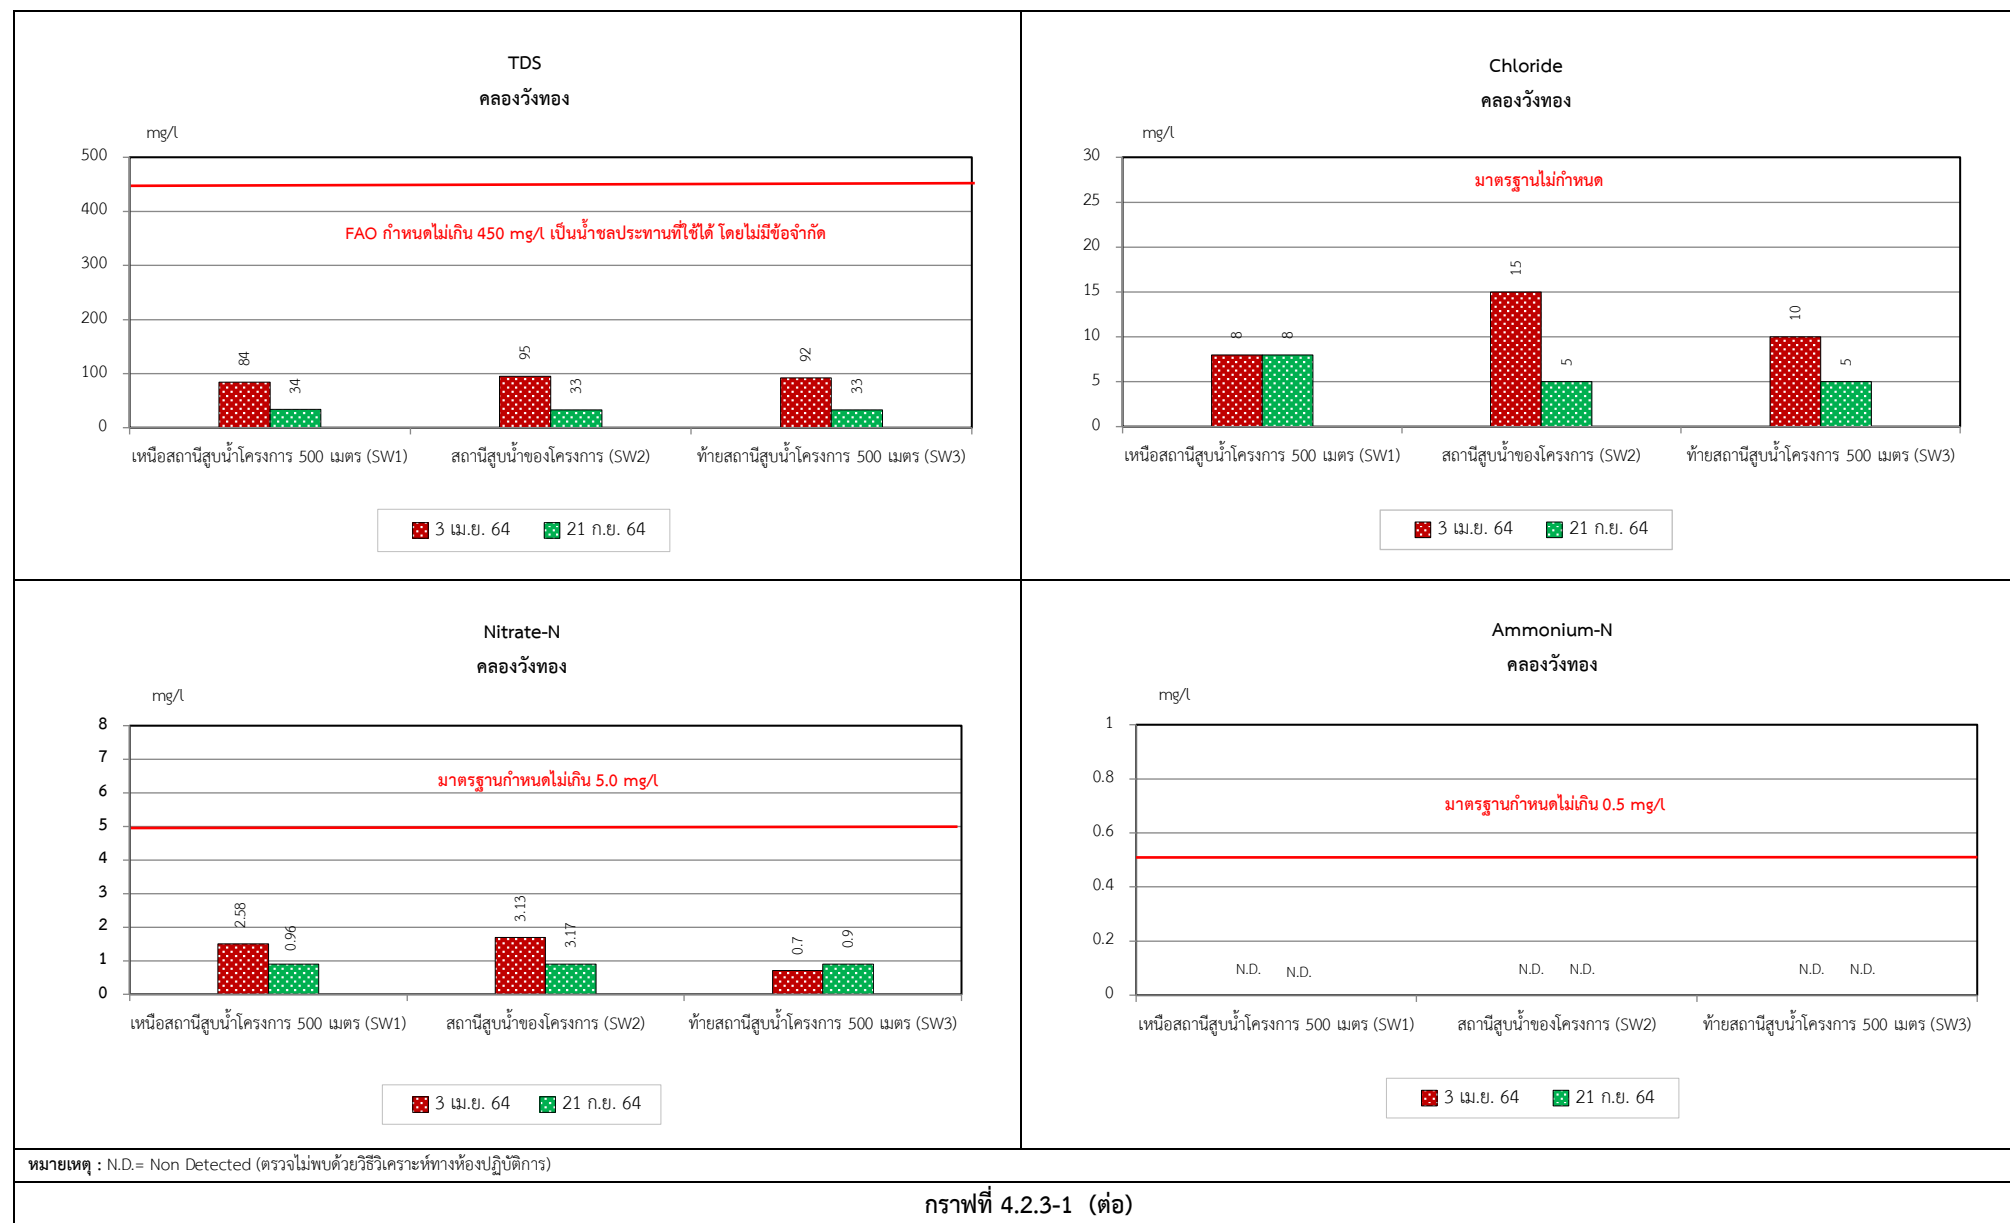 TDS
คลองวังทอง
mg/l
500
400
300
200
100
0
FAO กำหนดไม่เกิน 450 mg/l เป็นน้ำชลประทานที่ใช้ได้ โดยไม่มีข้อจำกัด
84
34
95
33
92
33
เหนือสถานีสูบน้ำโครงการ 500 เมตร (SW1)
สถานีสูบน้ำของโครงการ (SW2)
ท้ายสถานีสูบน้ำโครงการ 500 เมตร (SW3)
3 เม.ย. 64
21 ก.ย. 64
Chloride
คลองวังทอง
mg/l
30
25
20
15
10
5
0
มาตรฐานไม่กำหนด
8
8
15
5
10
5
เหนือสถานีสูบน้ำโครงการ 500 เมตร (SW1)
สถานีสูบน้ำของโครงการ (SW2)
ท้ายสถานีสูบน้ำโครงการ 500 เมตร (SW3)
3 เม.ย. 64
21 ก.ย. 64
Nitrate-N
คลองวังทอง
mg/l
8
7
6
5
4
3
2
1
0
มาตรฐานกำหนดไม่เกิน 5.0 mg/l
2.58
0.96
3.13
3.17
0.7
0.9
เหนือสถานีสูบน้ำโครงการ 500 เมตร (SW1)
สถานีสูบน้ำของโครงการ (SW2)
ท้ายสถานีสูบน้ำโครงการ 500 เมตร (SW3)
3 เม.ย. 64
21 ก.ย. 64
Ammonium-N
คลองวังทอง
mg/l
1
0.8
0.6
0.4
0.2
0
มาตรฐานกำหนดไม่เกิน 0.5 mg/l
N.D.
N.D.
N.D.
N.D.
N.D.
N.D.
เหนือสถานีสูบน้ำโครงการ 500 เมตร (SW1)
สถานีสูบน้ำของโครงการ (SW2)
ท้ายสถานีสูบน้ำโครงการ 500 เมตร (SW3)
3 เม.ย. 64
21 ก.ย. 64
หมายเหตุ : N.D.= Non Detected (ตรวจไม่พบด้วยวิธีวิเคราะห์ทางห้องปฏิบัติการ)
กราฟที่ 4.2.3-1 (ต่อ)